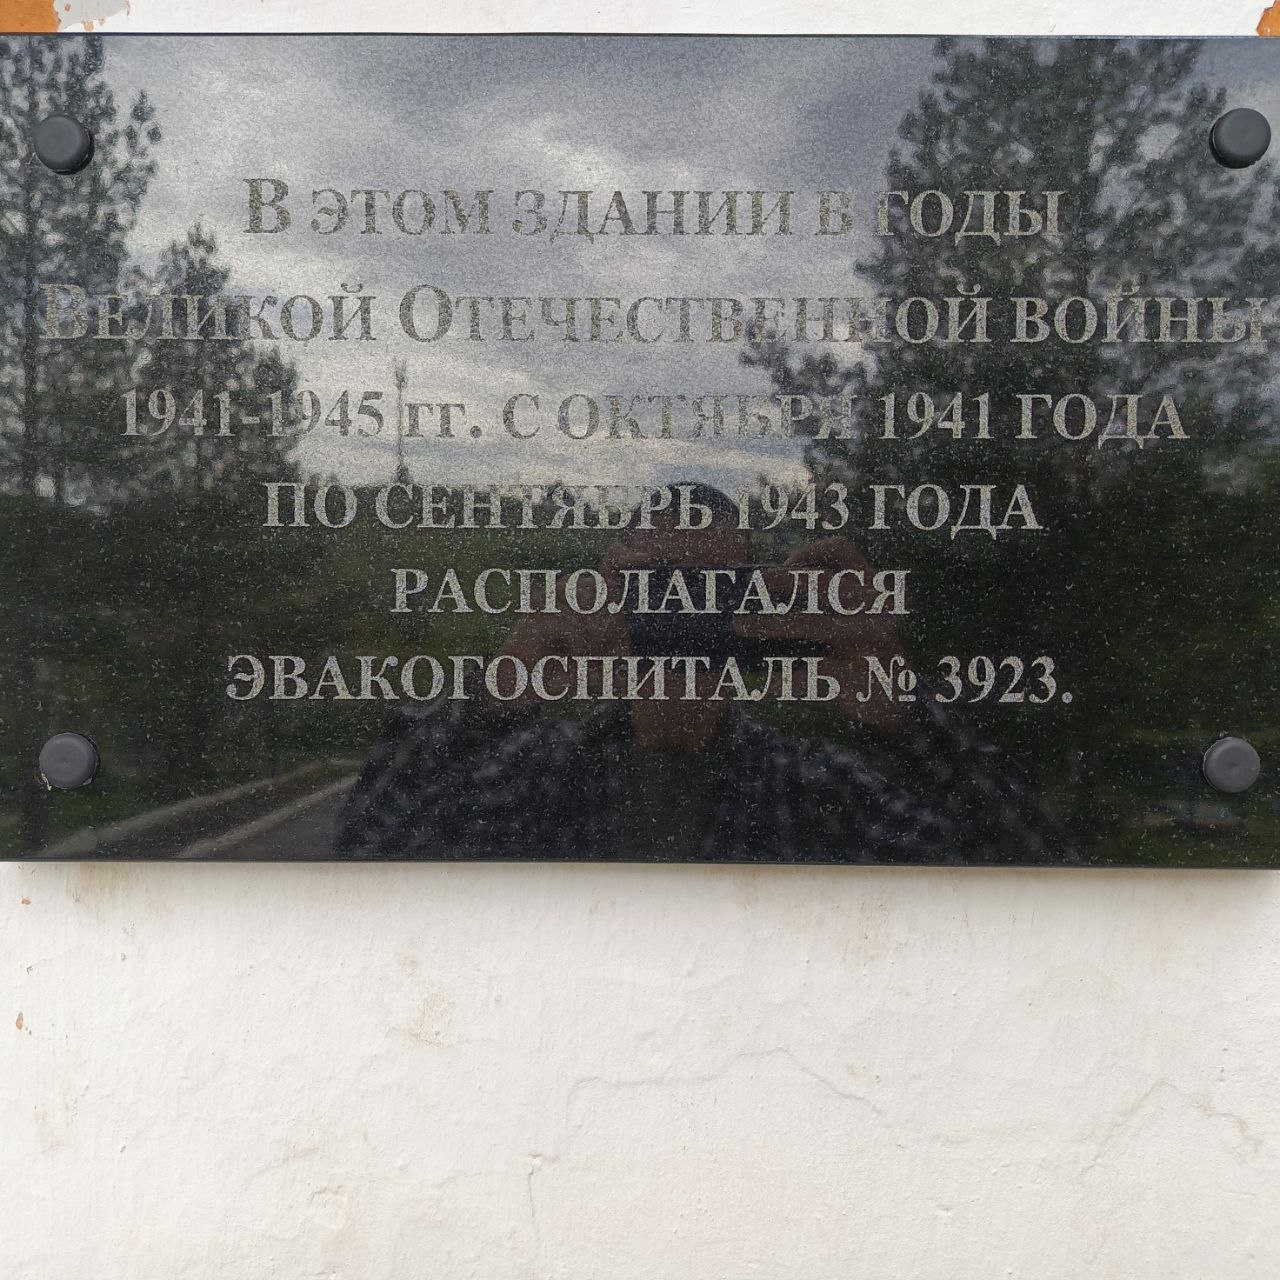 В ЭТОМ ЗДАНИИ В ГОДЫ
ВЕЛИКОЙ ОТЕЧЕСТВЕННОЙ ВОЙНЫ
1941-1945 гг. С ОКТЯБРЯ 1941 ГОДА
ПО СЕНТЯБРЬ 1943 ГОДА
РАСПОЛАГАЛСЯ
ЭВАКОГОСПИТАЛЬ № 3923.